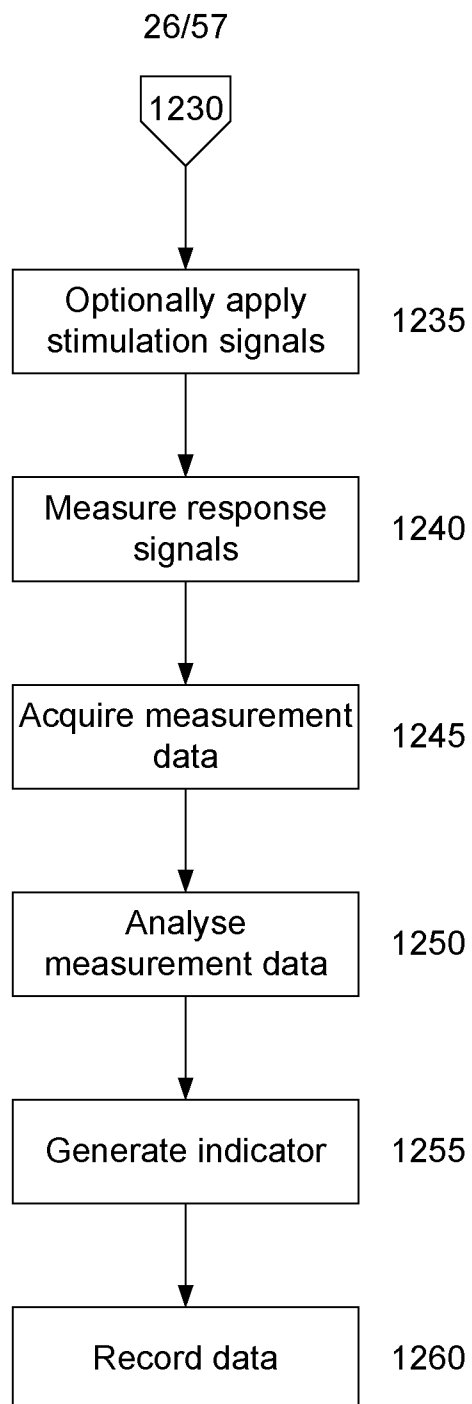 26/57
1230
Optionally apply
stimulation signals
1235
Measure response
signals
1240
Acquire measurement
data
1245
Analyse
measurement data
1250
Generate indicator
1255
Record data
1260